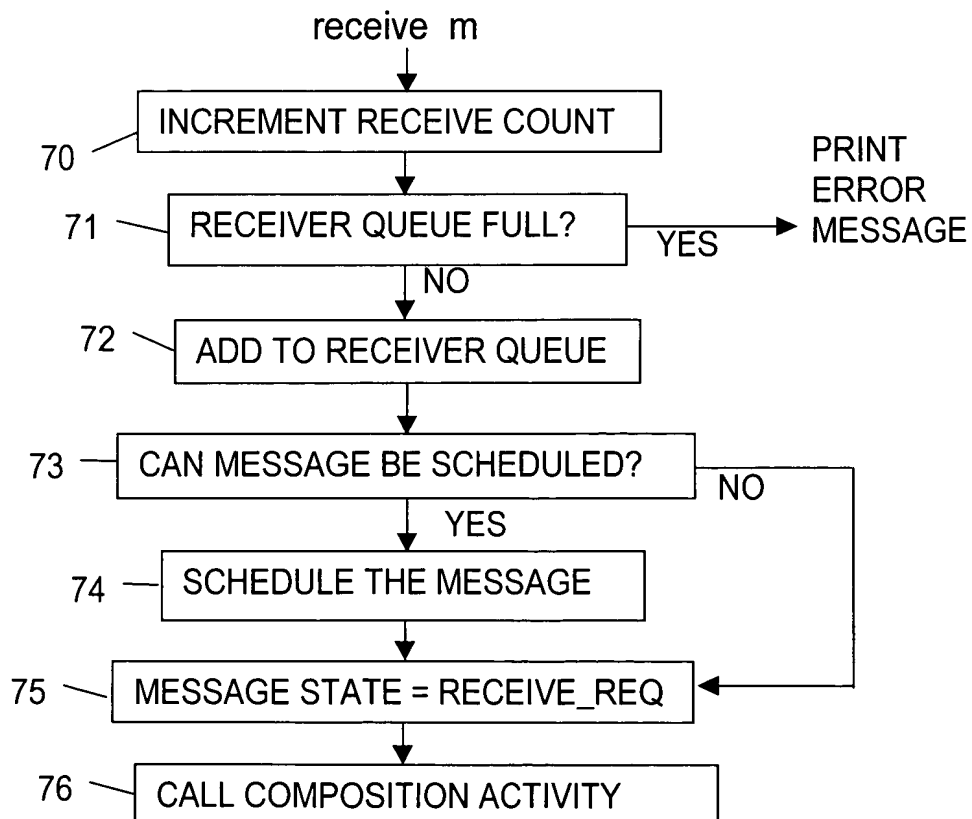 receive m
INCREMENT RECEIVE COUNT
70
PRINT
ERROR
MESSAGE
71
RECEIVER QUEUE FULL?
YES
NO
72
ADD TO RECEIVER QUEUE
73
CAN MESSAGE BE SCHEDULED?
NO
YES
74
SCHEDULE THE MESSAGE
75
MESSAGE STATE = RECEIVE_REQ
76
CALL COMPOSITION ACTIVITY